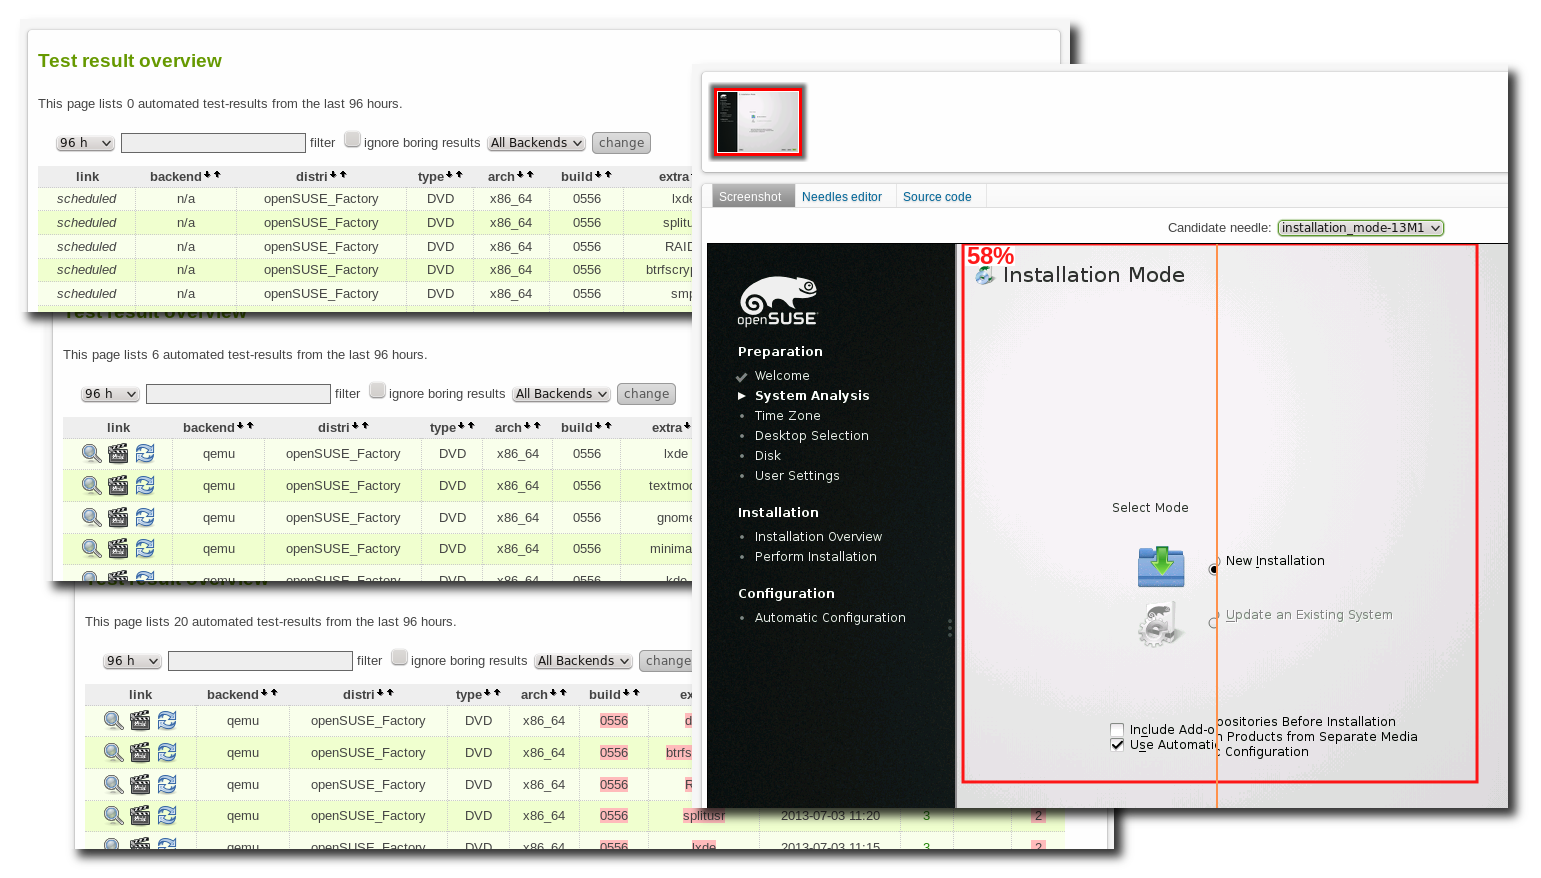 Test result overview
This page lists 0 automated test-results from the last 96 hours.
96 h filter ignore boring results All Backends change
link backend distri type arch build extra
scheduled n/a openSUSE_Factory DVD x86_64 0556 lxde
scheduled n/a openSUSE_Factory DVD x86_64 0556 splitu
scheduled n/a openSUSE_Factory DVD x86_64 0556 RAID
scheduled n/a openSUSE_Factory DVD x86_64 0556 btrfscryp
scheduled n/a openSUSE_Factory DVD x86_64 0556 smp
Test result overview
This page lists 6 automated test-results from the last 96 hours.
96 h filter ignore boring results All Backends change
link backend distri type arch build extra
qemu openSUSE_Factory DVD x86_64 0556 lxde
qemu openSUSE_Factory DVD x86_64 0556 textmo
qemu openSUSE_Factory DVD x86_64 0556 gnome
qemu openSUSE_Factory DVD x86_64 0556 minima
qemu openSUSE_Factory DVD x86_64 0556 kde
Test result overview
This page lists 20 automated test-results from the last 96 hours.
96 h filter ignore boring results All Backends change
link backend distri type arch build ex
qemu openSUSE_Factory DVD x86_64 0556 d
qemu openSUSE_Factory DVD x86_64 0556 btrfs
qemu openSUSE_Factory DVD x86_64 0556 R
qemu openSUSE_Factory DVD x86_64 0556 splitusr 2013-07-03 11:20 3 2
qemu openSUSE_Factory DVD x86_64 0556 lxde 2013-07-03 11:15 3 2
Screenshot Needles editor Source code
Candidate needle: installation_mode-13M1
58%
Installation Mode
openSUSE
Preparation
Welcome
System Analysis
Time Zone
Desktop Selection
Disk
User Settings
Installation
Installation Overview
Perform Installation
Configuration
Automatic Configuration
Select Mode
New Installation
Update an Existing System
positories Before Installation
Include Add-on Products from Separate Media
Use Automatic Configuration